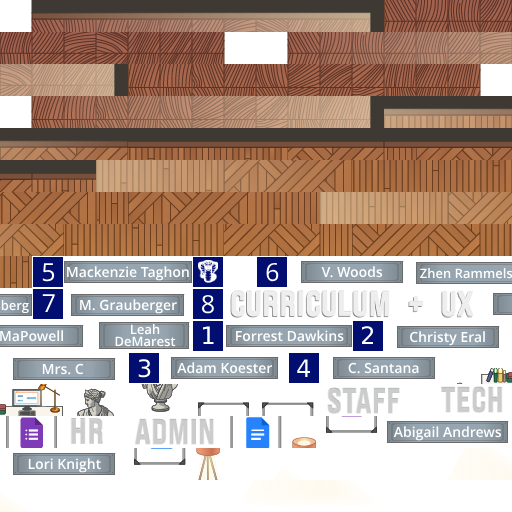 5 Mackenzie Taghon 6 V. Woods Zhen Rammels
berg 7 M. Grauberger 8 CURRICULUM + UX
MaPowell Leah
DeMarest 1 Forrest Dawkins 2 Christy Eral
Mrs. C 3 Adam Koester 4 C. Santana
STAFF TECH
HR ADMIN Abigail Andrews
Lori Knight